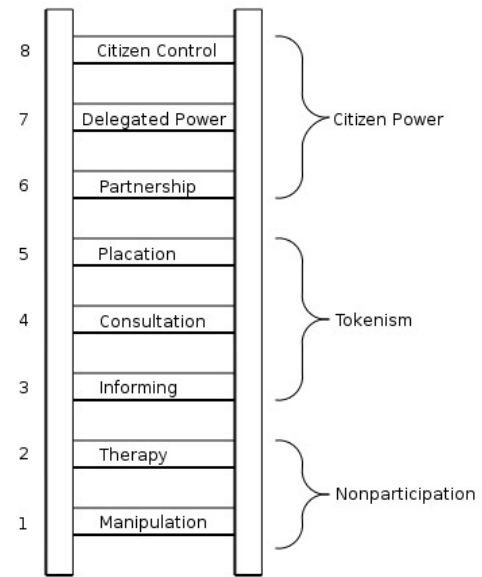 8 Citizen Control
7 Delegated Power
Citizen Power
6 Partnership
5 Placation
4 Consultation
Tokenism
3 Informing
2 Therapy
Nonparticipation
1 Manipulation